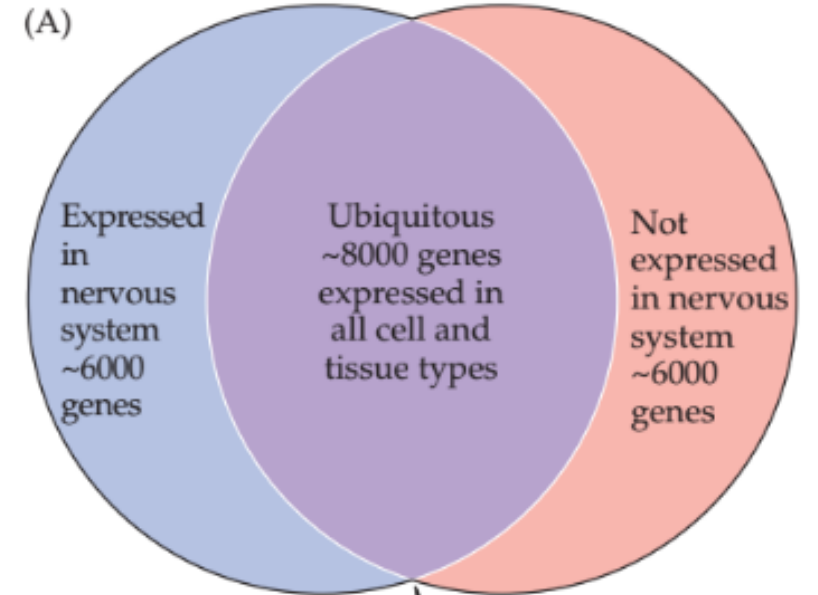 (A)
Expressed
in
nervous
system
~6000
genes
Ubiquitous
~8000 genes
expressed in
all cell and
tissue types
Not
expressed
in nervous
system
~6000
genes